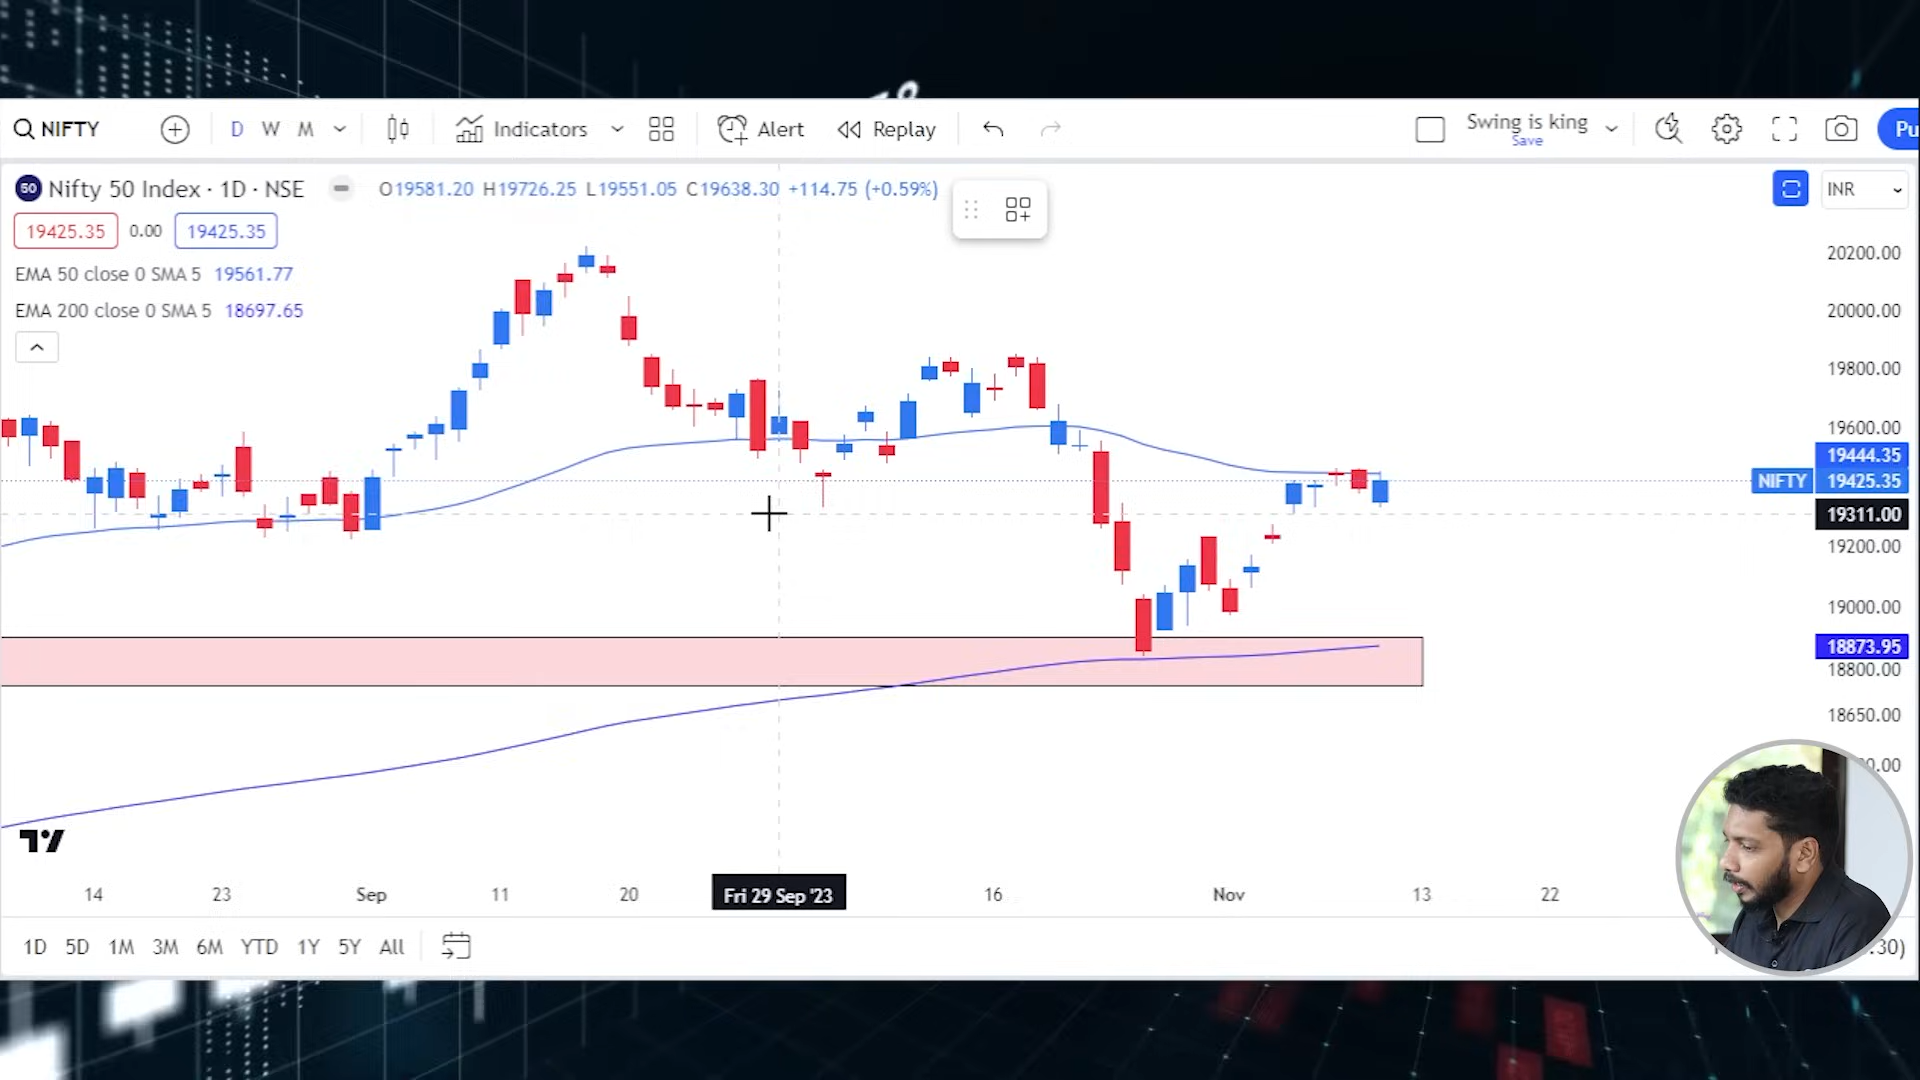 NIFTY D W M Indicators Alert Replay Swing is king Save Pu
50 Nifty 50 Index · 1D · NSE O19581.20 H19726.25 L19551.05 C19638.30 +114.75 (+0.59%) INR
19425.35 0.00 19425.35
EMA 50 close 0 SMA 5 19561.77
EMA 200 close 0 SMA 5 18697.65
20200.00
20000.00
19800.00
19600.00
19444.35
NIFTY 19425.35
19311.00
19200.00
19000.00
18873.95
18800.00
18650.00
14 23 Sep 11 20 Fri 29 Sep '23 16 Nov 13 22
1D 5D 1M 3M 6M YTD 1Y 5Y All